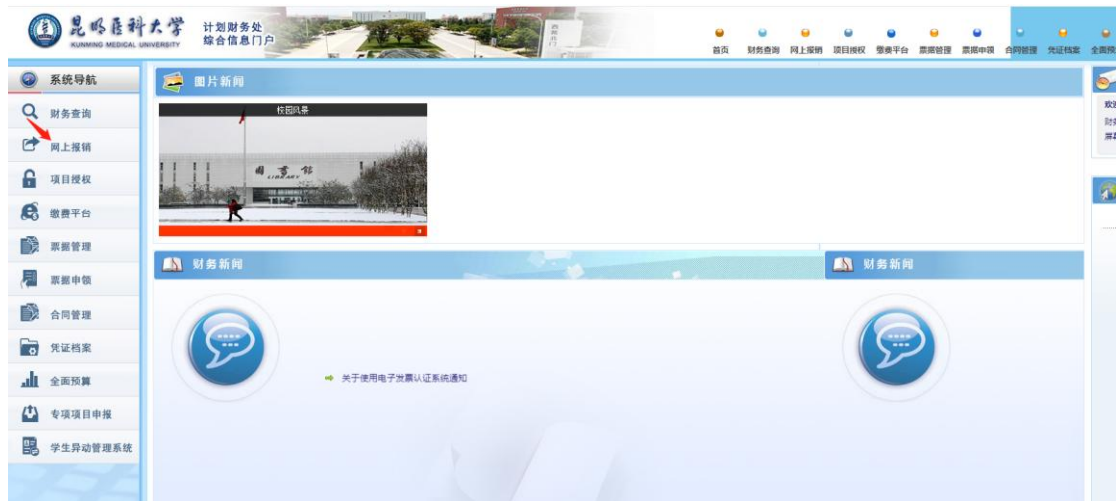 昆明医科大学
KUNMING MEDICAL UNIVERSITY
计划财务处
综合信息门户
首页 财务查询 网上报销 项目授权 缴费平台 票据管理 票据申领 合同管理 凭证档案 全面预
系统导航
财务查询
网上报销
项目授权
缴费平台
票据管理
票据申领
合同管理
凭证档案
全面预算
专项项目申报
学生异动管理系统
图片新闻
校园风景
图书馆
LIBRARY
财务新闻
关于使用电子发票认证系统通知
财务新闻